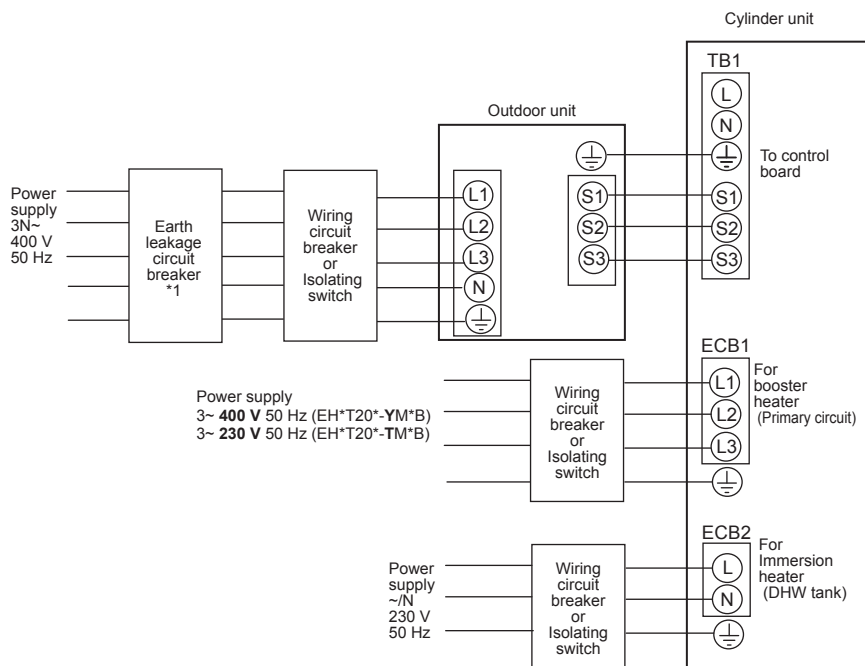 Cylinder unit
TB1
L
N
To control
board
S1
S2
S3
Outdoor unit
S1
S2
S3
L1
L2
L3
N
Power
supply
3N~
400 V
50 Hz
Earth
leakage
circuit
breaker
*1
Wiring
circuit
breaker
or
Isolating
switch
ECB1
L1
L2
L3
For
booster
heater
(Primary circuit)
Power supply
3~ 400 V 50 Hz (EH*T20*-YM*B)
3~ 230 V 50 Hz (EH*T20*-TM*B)
Wiring
circuit
breaker
or
Isolating
switch
ECB2
L
N
For
Immersion
heater
(DHW tank)
Power
supply
~/N
230 V
50 Hz
Wiring
circuit
breaker
or
Isolating
switch